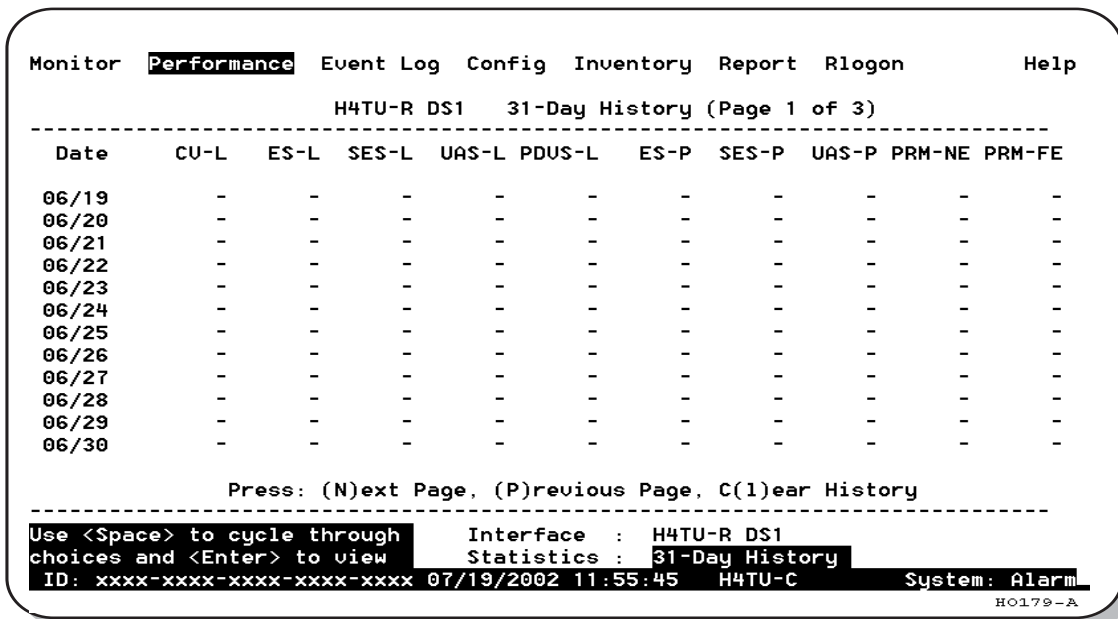 Monitor Performance Event Log Config Inventory Report Rlogon Help
H4TU-R DS1 31-Day History (Page 1 of 3)
--------------------------------------------------------------------------------
Date CV-L ES-L SES-L UAS-L PDVS-L ES-P SES-P UAS-P PRM-NE PRM-FE
06/19 - - - - - - - - - -
06/20 - - - - - - - - - -
06/21 - - - - - - - - - -
06/22 - - - - - - - - - -
06/23 - - - - - - - - - -
06/24 - - - - - - - - - -
06/25 - - - - - - - - - -
06/26 - - - - - - - - - -
06/27 - - - - - - - - - -
06/28 - - - - - - - - - -
06/29 - - - - - - - - - -
06/30 - - - - - - - - - -
Press: (N)ext Page, (P)revious Page, C(l)ear History
--------------------------------------------------------------------------------
Use <Space> to cycle through Interface : H4TU-R DS1
choices and <Enter> to view Statistics : 31-Day History
ID: xxxx-xxxx-xxxx-xxxx-xxxx 07/19/2002 11:55:45 H4TU-C System: Alarm
HO179-A